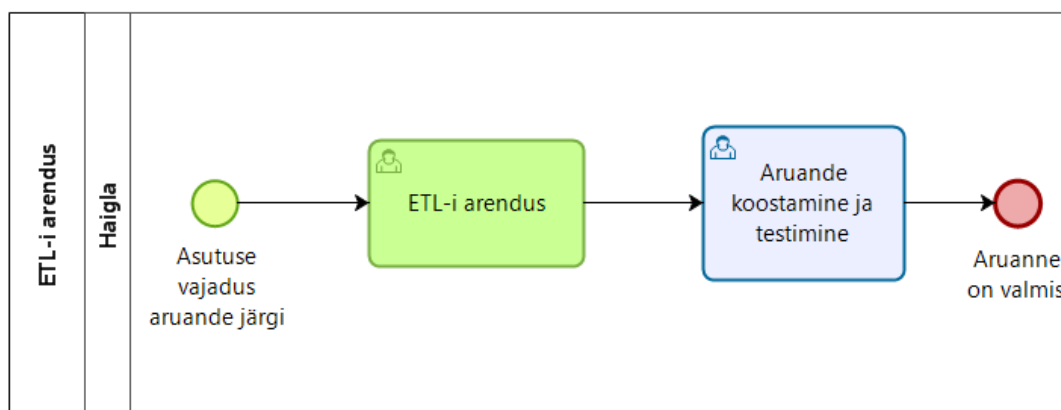 ETL-i arendus
Haigla
Asutuse
vajadus
aruande järgi
ETL-i arendus
Aruande
koostamine ja
testimine
Aruanne
on valmis